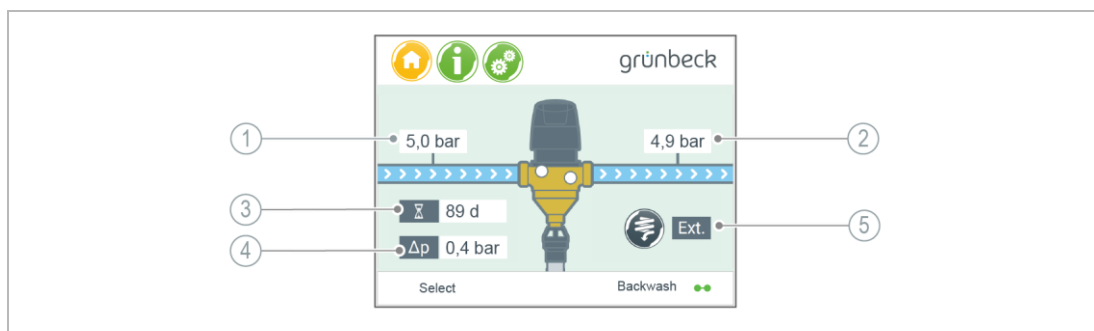 grünbeck
1 5,0 bar 4,9 bar 2
3 89 d
Ext. 5
4 Δp 0,4 bar
Select Backwash